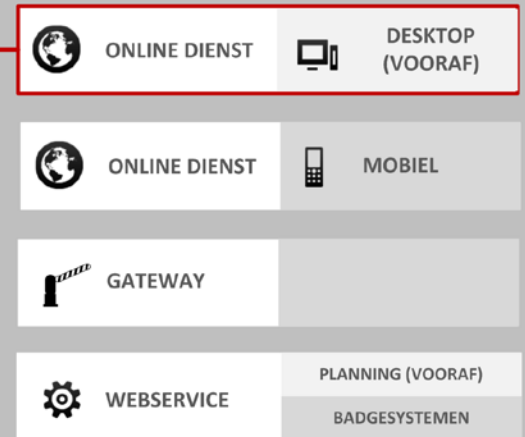 ONLINE DIENST
DESKTOP
(VOORAF)
ONLINE DIENST
MOBIEL
GATEWAY
WEBSERVICE
PLANNING (VOORAF)
BADGESYSTEMEN